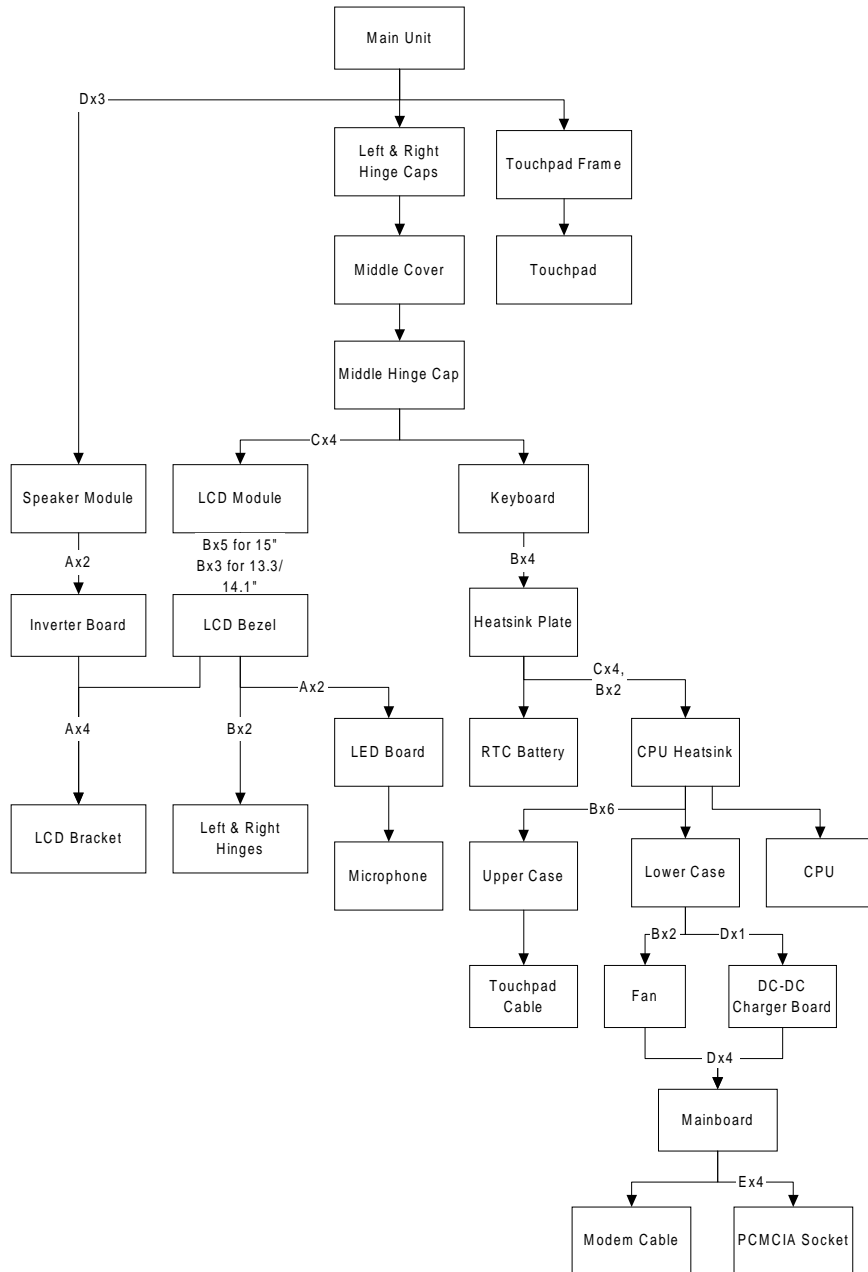 Main Unit
Dx3
Left & Right
Hinge Caps
Touchpad Frame
Middle Cover
Touchpad
Middle Hinge Cap
Cx4
Speaker Module
LCD Module
Keyboard
Ax2
Bx5 for 15"
Bx3 for 13.3/
14.1"
Bx4
Inverter Board
LCD Bezel
Heatsink Plate
Ax2
Cx4,
Bx2
Ax4
Bx2
LED Board
RTC Battery
CPU Heatsink
Bx6
LCD Bracket
Left & Right
Hinges
Microphone
Upper Case
Lower Case
CPU
Bx2
Dx1
Touchpad
Cable
Fan
DC-DC
Charger Board
Dx4
Mainboard
Ex4
Modem Cable
PCMCIA Socket